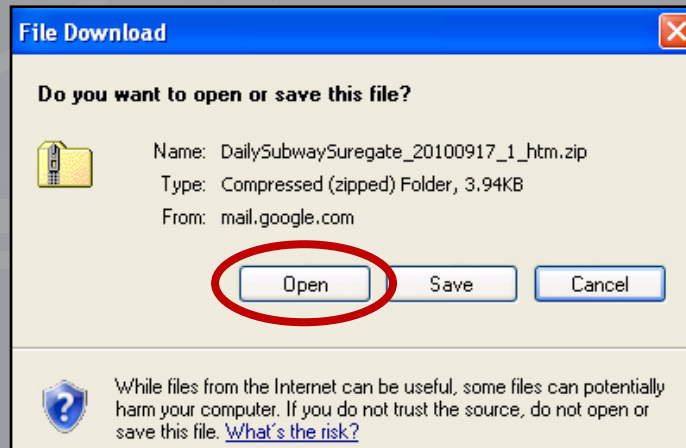 File Download
Do you want to open or save this file?
Name: DailySubwaySuregate_20100917_1_htm.zip
Type: Compressed (zipped) Folder, 3.94KB
From: mail.google.com
Open Save Cancel
While files from the Internet can be useful, some files can potentially
harm your computer. If you do not trust the source, do not open or
save this file. What's the risk?